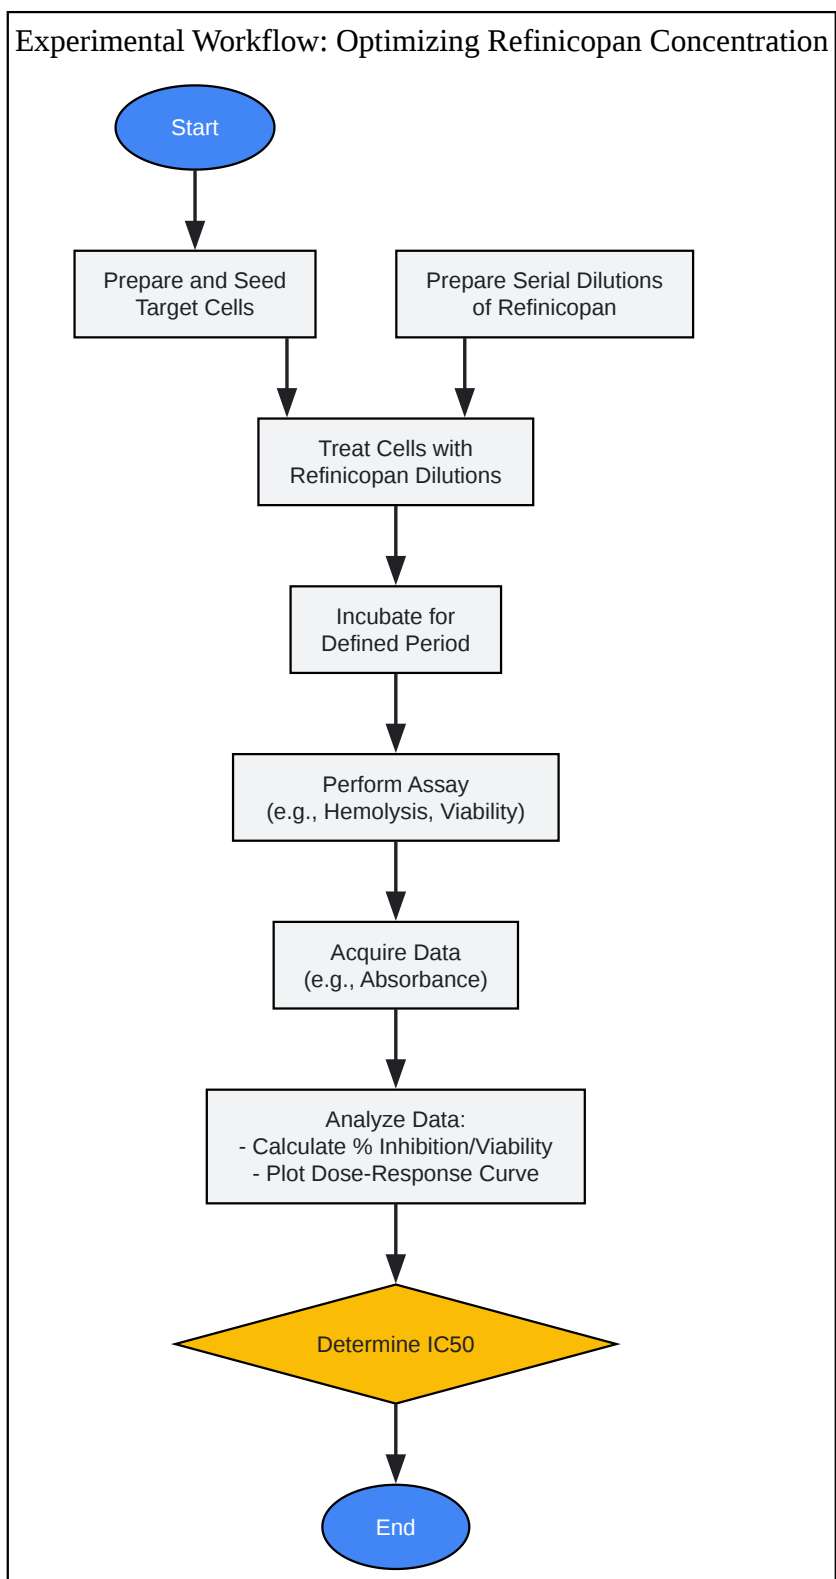 Experimental Workflow: Optimizing Refinicopan Concentration
Start
Prepare and Seed
Target Cells
Prepare Serial Dilutions
of Refinicopan
Treat Cells with
Refinicopan Dilutions
Incubate for
Defined Period
Perform Assay
(e.g., Hemolysis, Viability)
Acquire Data
(e.g., Absorbance)
Analyze Data:
- Calculate % Inhibition/Viability
- Plot Dose-Response Curve
Determine IC50
End